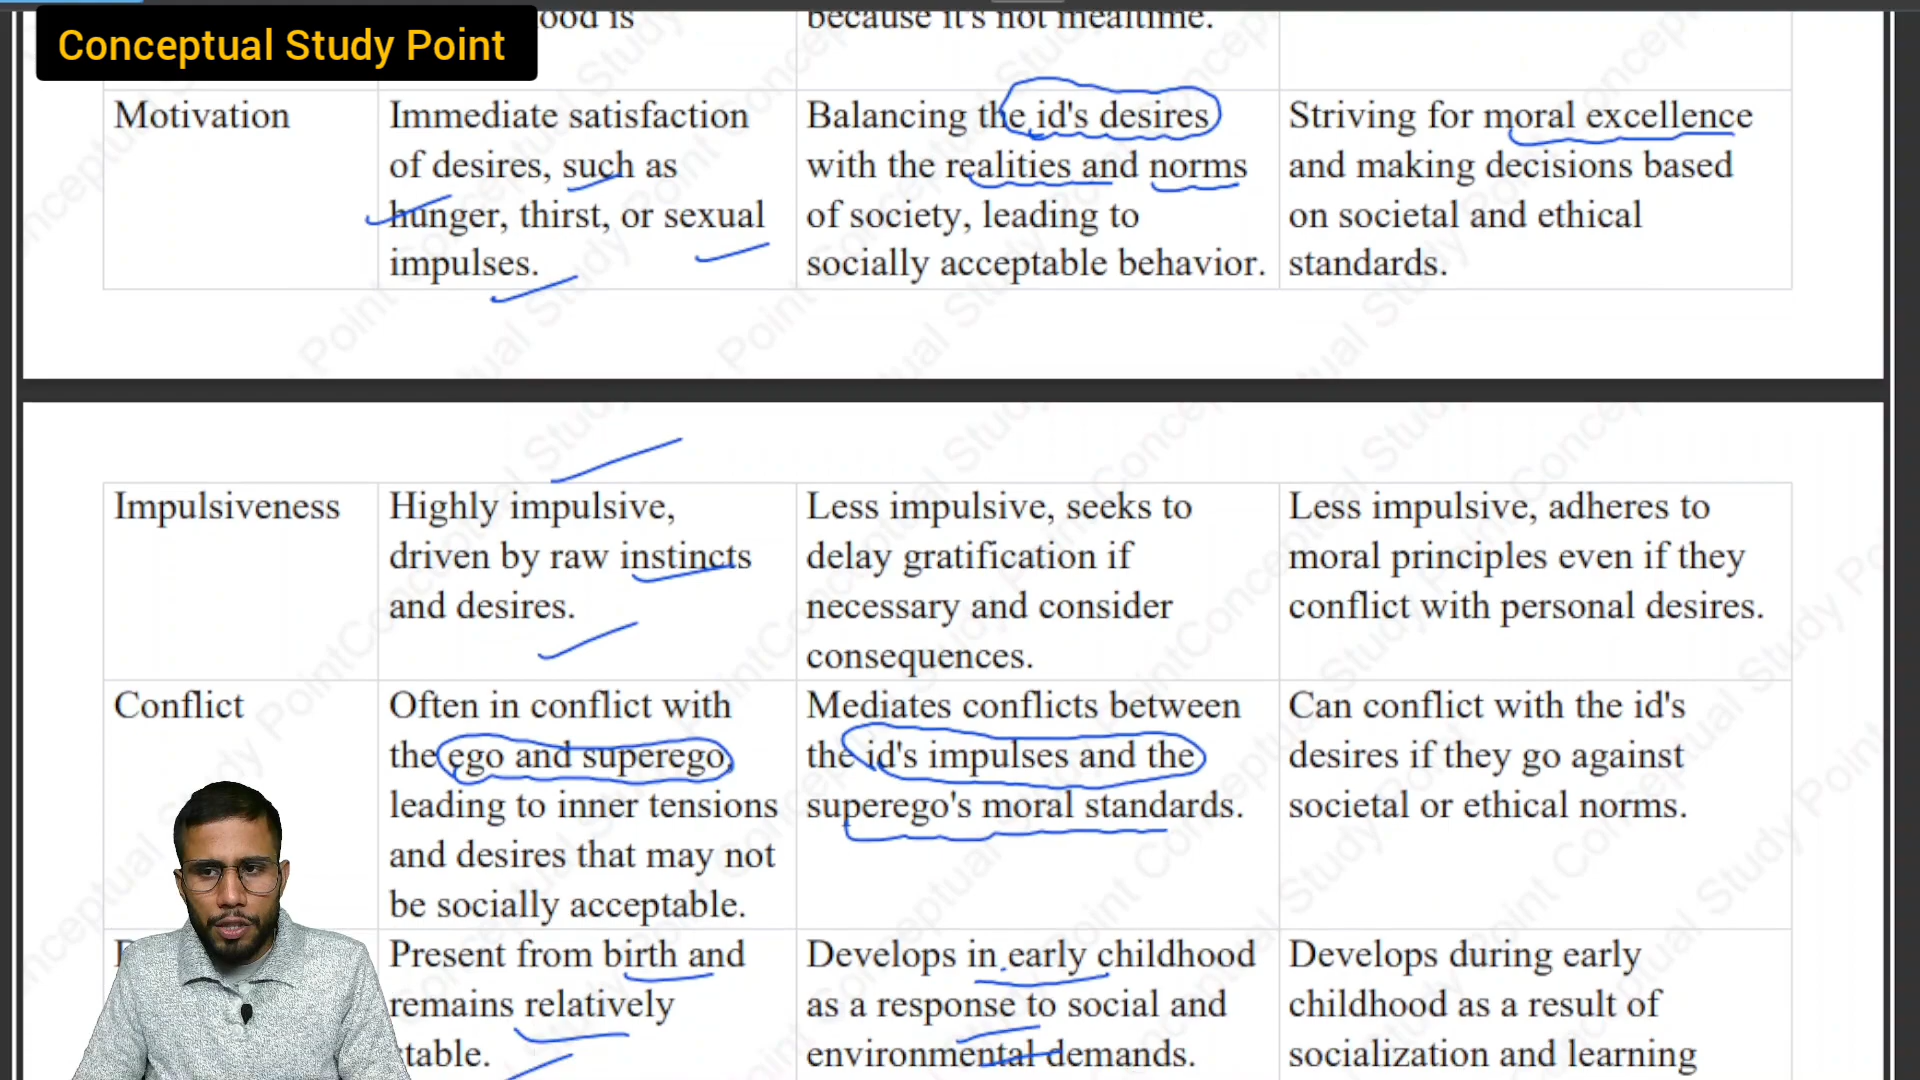 Conceptual Study Point
ood is
because it's not mealtime.
Motivation
Immediate satisfaction
of desires, such as
hunger, thirst, or sexual
impulses.
Balancing the id's desires
with the realities and norms
of society, leading to
socially acceptable behavior.
Striving for moral excellence
and making decisions based
on societal and ethical
standards.
Impulsiveness
Highly impulsive,
driven by raw instincts
and desires.
Less impulsive, seeks to
delay gratification if
necessary and consider
consequences.
Less impulsive, adheres to
moral principles even if they
conflict with personal desires.
Conflict
Often in conflict with
the ego and superego,
leading to inner tensions
and desires that may not
be socially acceptable.
Mediates conflicts between
the id's impulses and the
superego's moral standards.
Can conflict with the id's
desires if they go against
societal or ethical norms.
Present from birth and
remains relatively
stable.
Develops in early childhood
as a response to social and
environmental demands.
Develops during early
childhood as a result of
socialization and learning